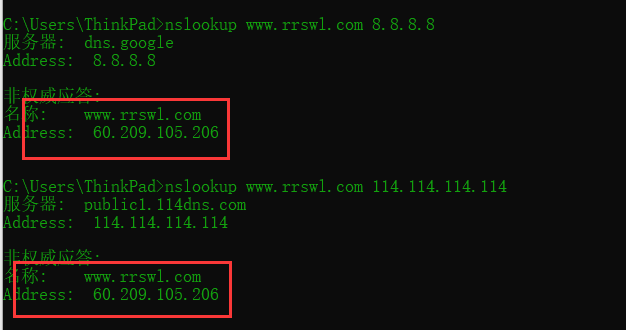 C:\Users\ThinkPad>nslookup www.rrswl.com 8.8.8.8
服务器:  dns.google
Address:  8.8.8.8
非权威应答:
名称:    www.rrswl.com
Address:  60.209.105.206
C:\Users\ThinkPad>nslookup www.rrswl.com 114.114.114.114
服务器:  public1.114dns.com
Address:  114.114.114.114
非权威应答:
名称:    www.rrswl.com
Address:  60.209.105.206